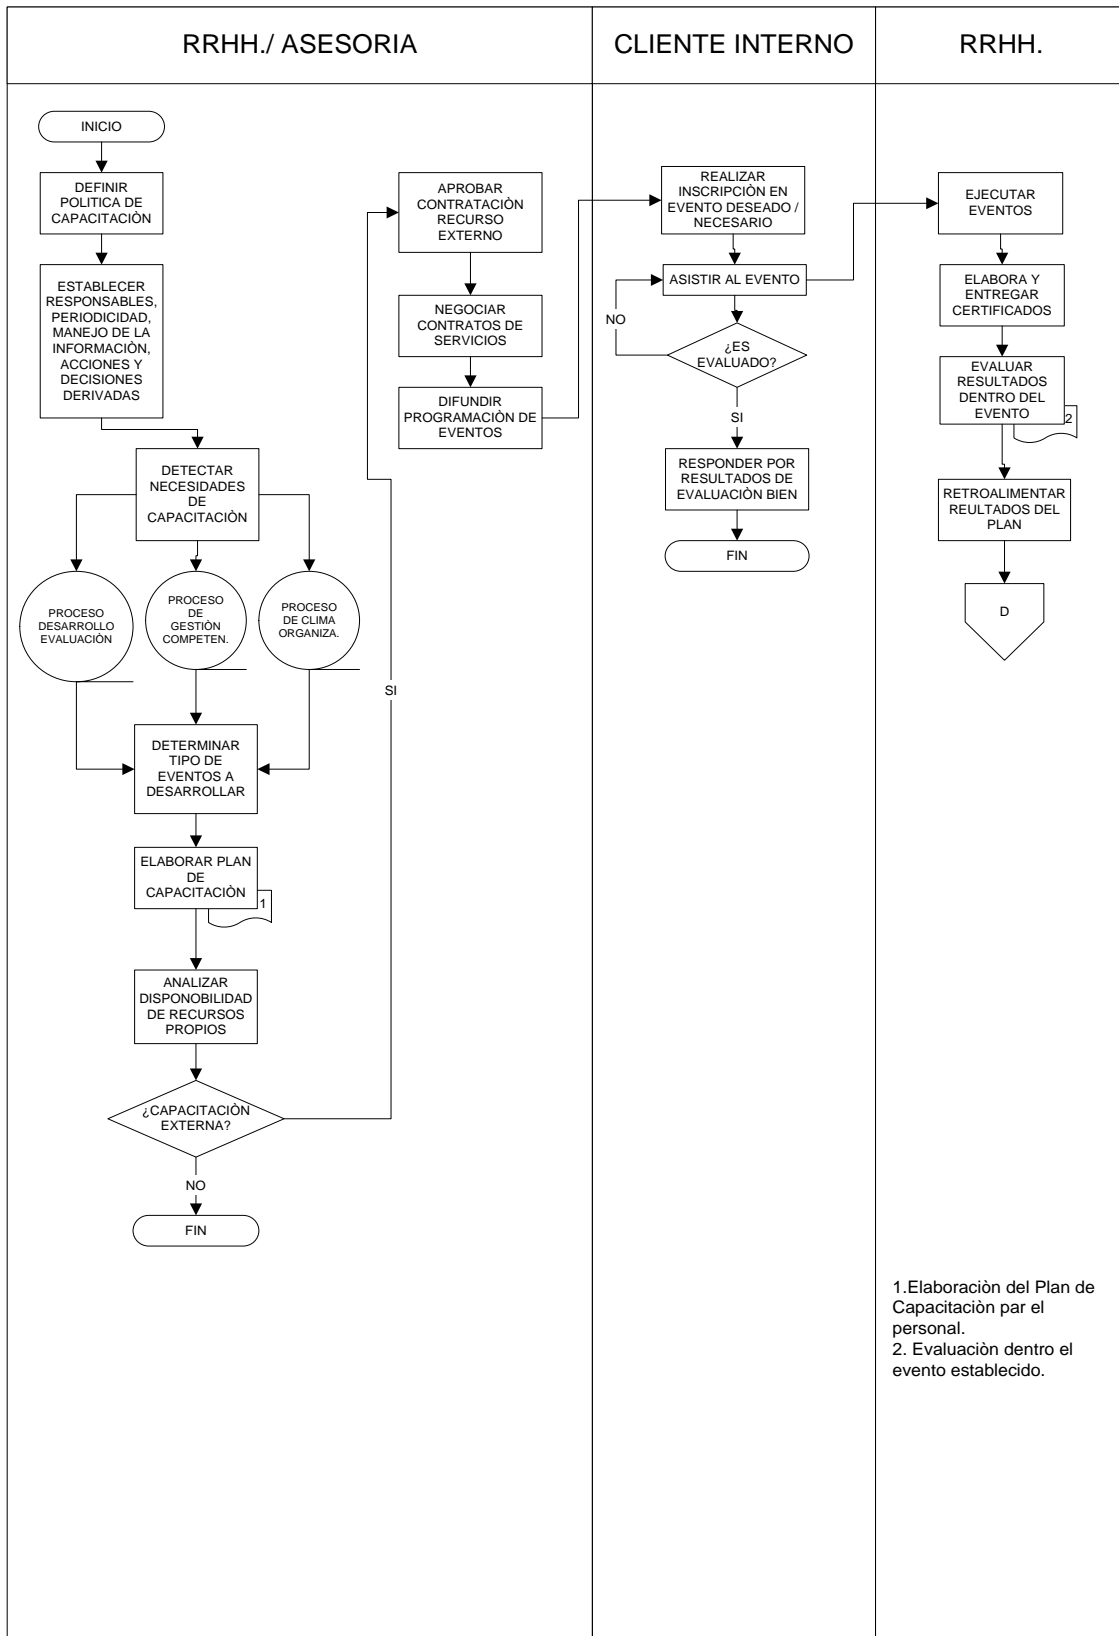 RRHH./ ASESORIA
CLIENTE INTERNO
RRHH.
INICIO
DEFINIR
POLITICA DE
CAPACITACIÒN
ESTABLECER
RESPONSABLES,
PERIODICIDAD,
MANEJO DE LA
INFORMACIÒN,
ACCIONES Y
DECISIONES
DERIVADAS
DETECTAR
NECESIDADES
DE
CAPACITACIÒN
PROCESO
DESARROLLO
EVALUACIÒN
PROCESO
DE
GESTIÒN
COMPETEN.
PROCESO
DE CLIMA
ORGANIZA.
DETERMINAR
TIPO DE
EVENTOS A
DESARROLLAR
ELABORAR PLAN
DE
CAPACITACIÒN
1
ANALIZAR
DISPONOBILIDAD
DE RECURSOS
PROPIOS
¿CAPACITACIÒN
EXTERNA?
NO
FIN
SI
APROBAR
CONTRATACIÒN
RECURSO
EXTERNO
NEGOCIAR
CONTRATOS DE
SERVICIOS
DIFUNDIR
PROGRAMACIÒN DE
EVENTOS
REALIZAR
INSCRIPCIÒN EN
EVENTO DESEADO /
NECESARIO
ASISTIR AL EVENTO
NO
¿ES
EVALUADO?
SI
RESPONDER POR
RESULTADOS DE
EVALUACIÒN BIEN
FIN
EJECUTAR
EVENTOS
ELABORA Y
ENTREGAR
CERTIFICADOS
EVALUAR
RESULTADOS
DENTRO DEL
EVENTO
2
RETROALIMENTAR
REULTADOS DEL
PLAN
D
1.Elaboraciòn del Plan de
Capacitaciòn par el
personal.
2. Evaluaciòn dentro el
evento establecido.